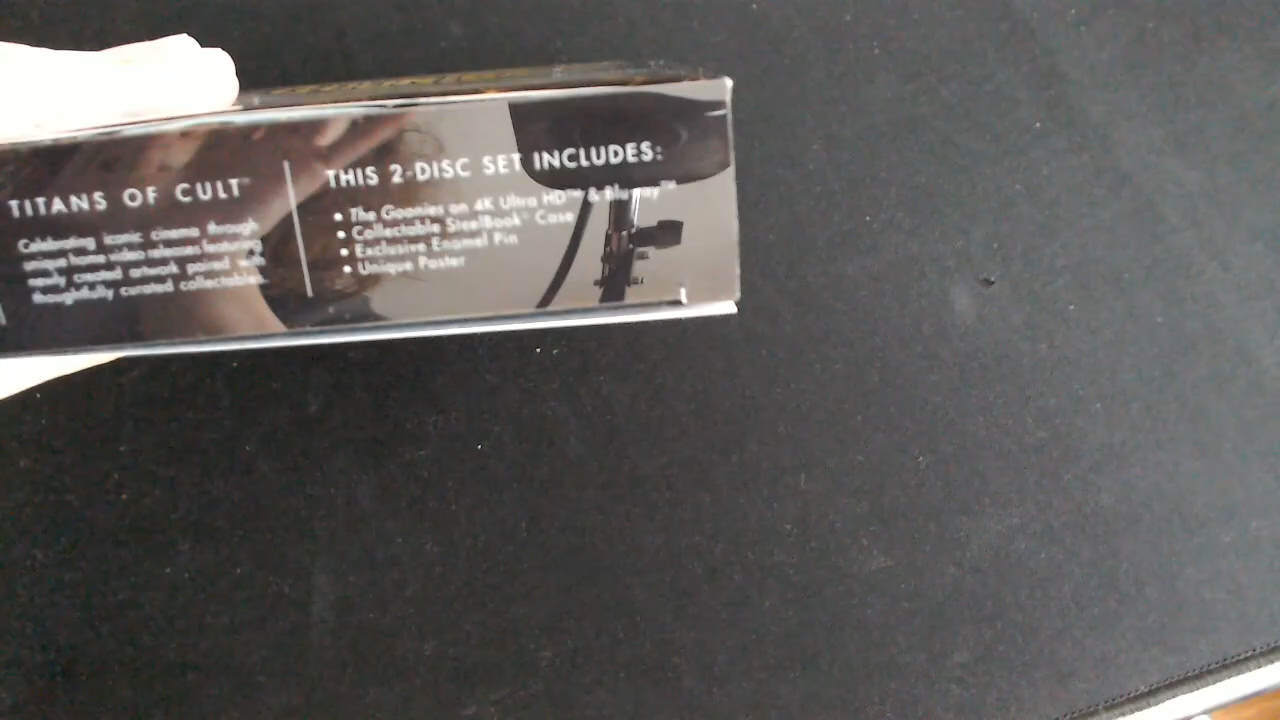 TITANS OF CULT™
Celebrating iconic cinema through
unique home video releases featuring
newly created artwork paired with
thoughtfully curated collectables.
THIS 2-DISC SET INCLUDES:
• The Goonies on 4K Ultra HD™ & Blu-ray™
• Collectable SteelBook® Case
• Exclusive Enamel Pin
• Unique Poster